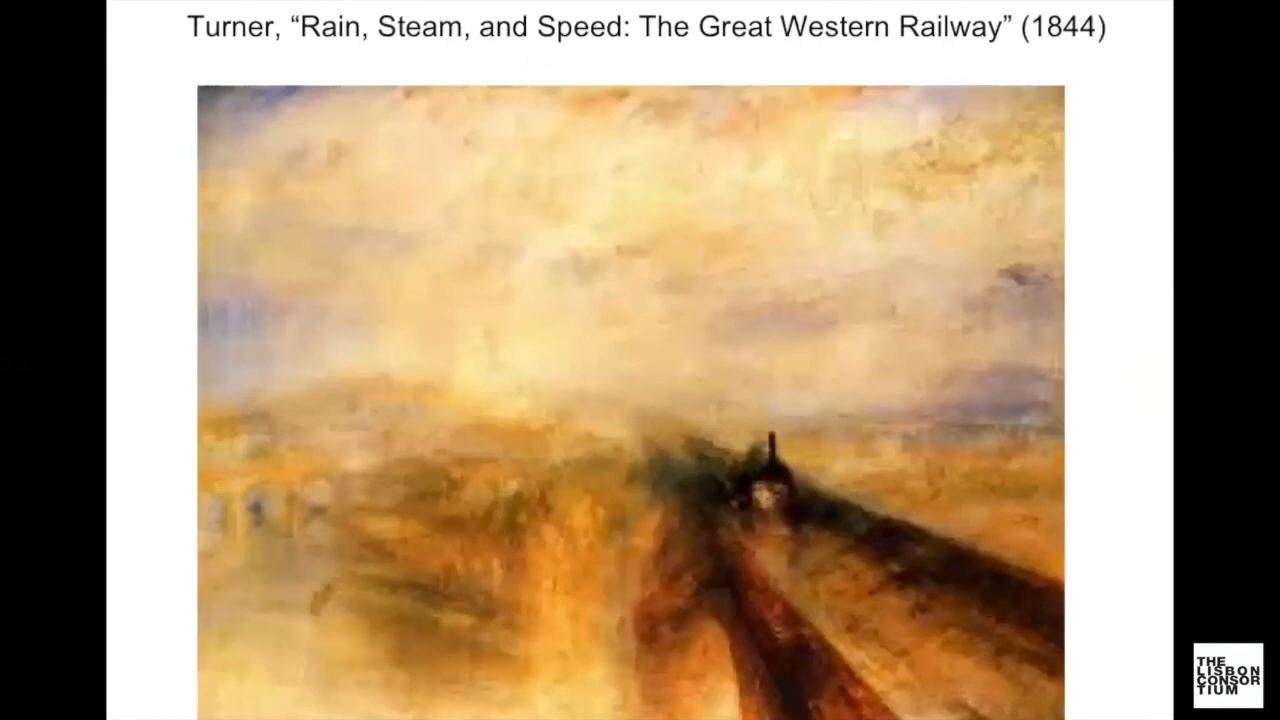 Turner, “Rain, Steam, and Speed: The Great Western Railway” (1844)
THE
LISBON
CONSOR
TIUM